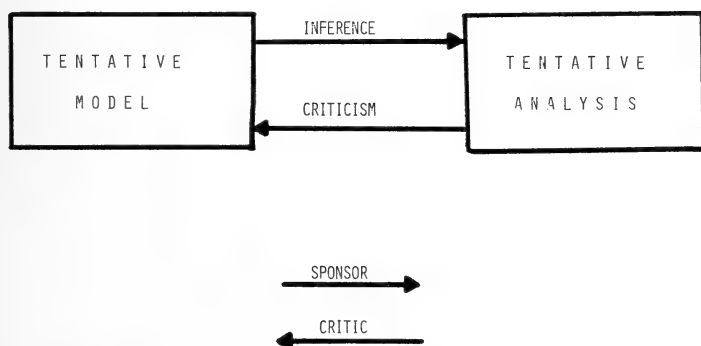 INFERENCE
TENTATIVE
MODEL
TENTATIVE
ANALYSIS
CRITICISM
SPONSOR
CRITIC